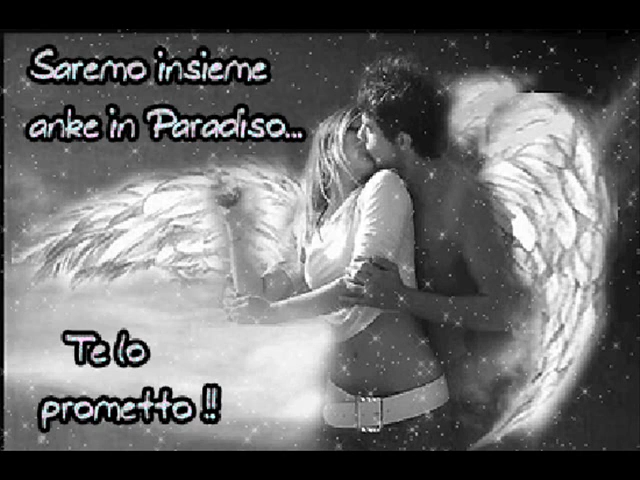 Saremo insieme
anke in Paradiso...
Te lo
prometto !!